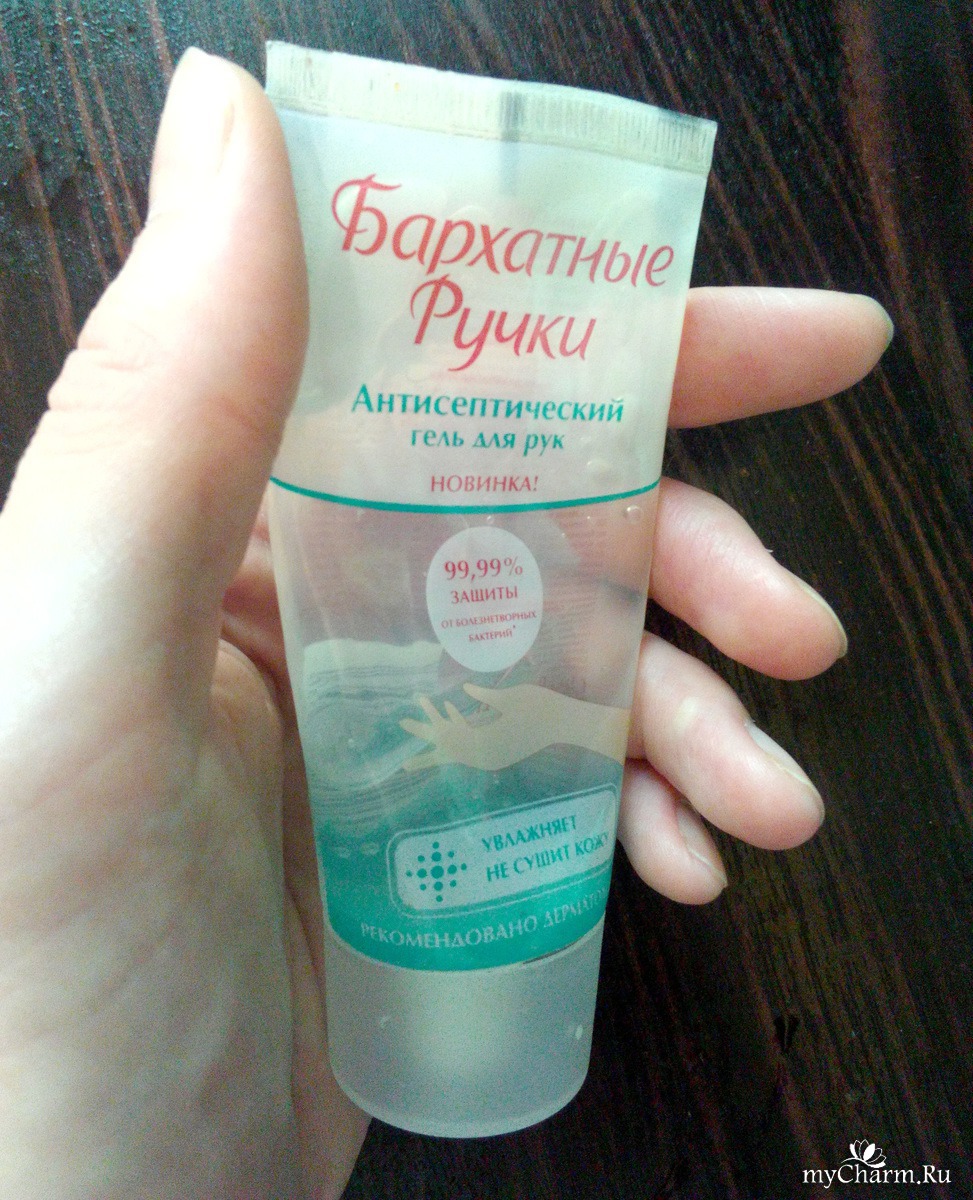 Бархатные
Ручки
Антисептический
гель для рук
НОВИНКА!
99,99%
ЗАЩИТЫ
ОТ БОЛЕЗНЕТВОРНЫХ
БАКТЕРИЙ*
УВЛАЖНЯЕТ
НЕ СУШИТ КОЖУ
РЕКОМЕНДОВАНО
myCharm.Ru